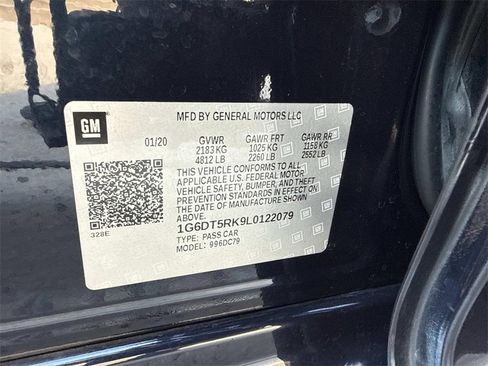 MFD BY GENERAL MOTORS LLC
GM
01/20 GVWR GAWR FRT GAWR RR
2183 KG 1025 KG 1158 KG
4812 LB 2260 LB 2552 LB
THIS VEHICLE CONFORMS TO ALL
APPLICABLE U.S. FEDERAL MOTOR
VEHICLE SAFETY, BUMPER, AND THEFT
PREVENTION STANDARDS IN EFFECT ON
THE DATE OF MANUFACTURE SHOWN ABOVE.
1G6DT5RK9L0122079
328E
TYPE: PASS CAR
MODEL: 996DC79